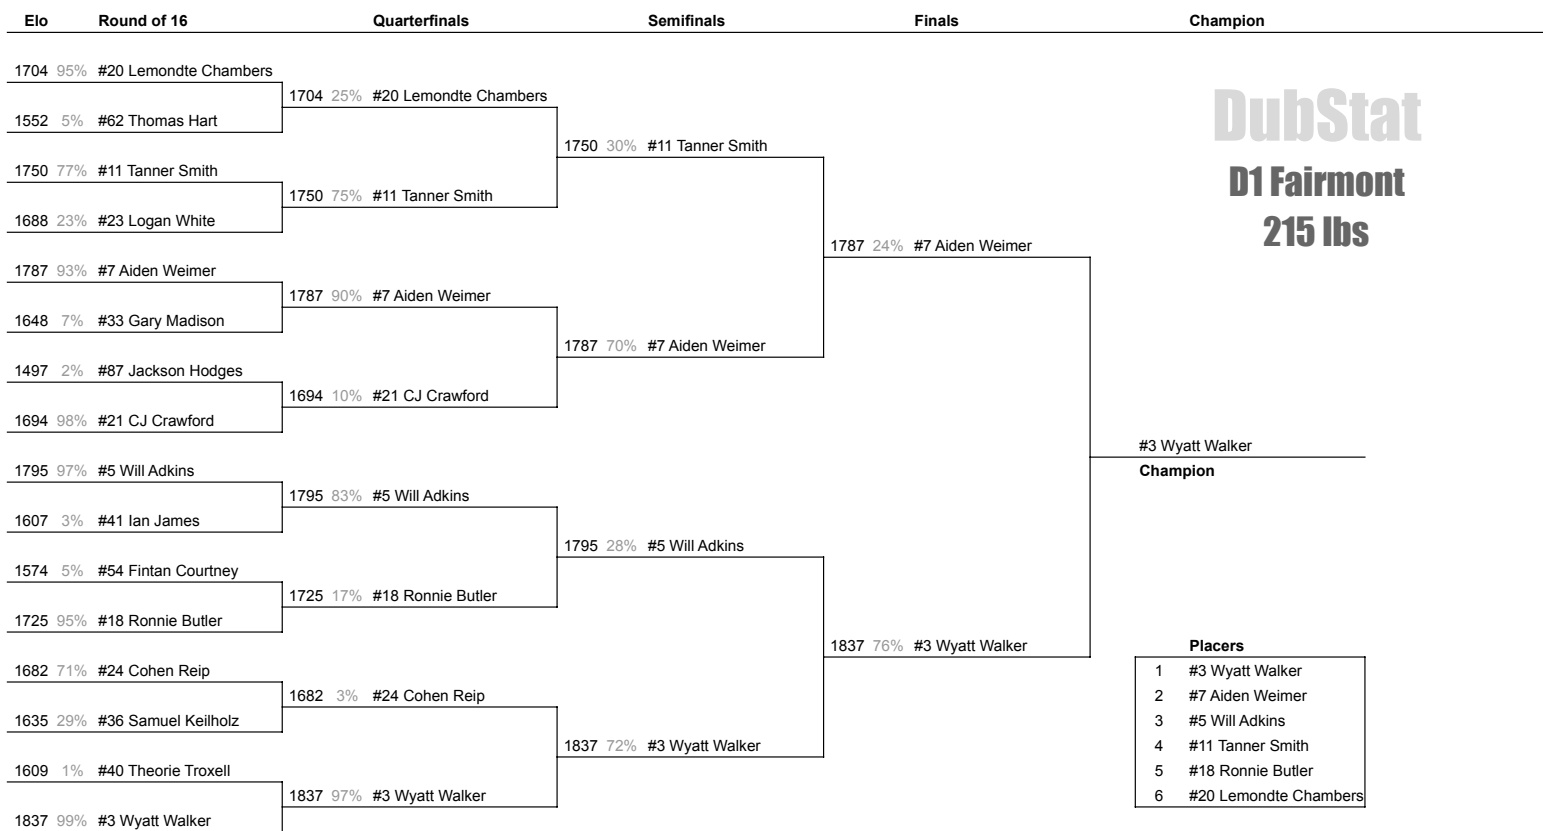 Elo Round of 16 Quarterfinals Semifinals Finals Champion
1704 95% #20 Lemondte Chambers
1704 25% #20 Lemondte Chambers
DubStat
1552 5% #62 Thomas Hart
1750 30% #11 Tanner Smith
1750 77% #11 Tanner Smith
D1 Fairmont
1750 75% #11 Tanner Smith
1688 23% #23 Logan White
215 lbs
1787 24% #7 Aiden Weimer
1787 93% #7 Aiden Weimer
1787 90% #7 Aiden Weimer
1648 7% #33 Gary Madison
1787 70% #7 Aiden Weimer
1497 2% #87 Jackson Hodges
1694 10% #21 CJ Crawford
1694 98% #21 CJ Crawford
#3 Wyatt Walker
1795 97% #5 Will Adkins
Champion
1795 83% #5 Will Adkins
1607 3% #41 Ian James
1795 28% #5 Will Adkins
1574 5% #54 Fintan Courtney
1725 17% #18 Ronnie Butler
1725 95% #18 Ronnie Butler
1837 76% #3 Wyatt Walker
Placers
1682 71% #24 Cohen Reip
1 #3 Wyatt Walker
1682 3% #24 Cohen Reip
2 #7 Aiden Weimer
1635 29% #36 Samuel Keilholz
3 #5 Will Adkins
1837 72% #3 Wyatt Walker
4 #11 Tanner Smith
1609 1% #40 Theorie Troxell
5 #18 Ronnie Butler
1837 97% #3 Wyatt Walker
6 #20 Lemondte Chambers
1837 99% #3 Wyatt Walker